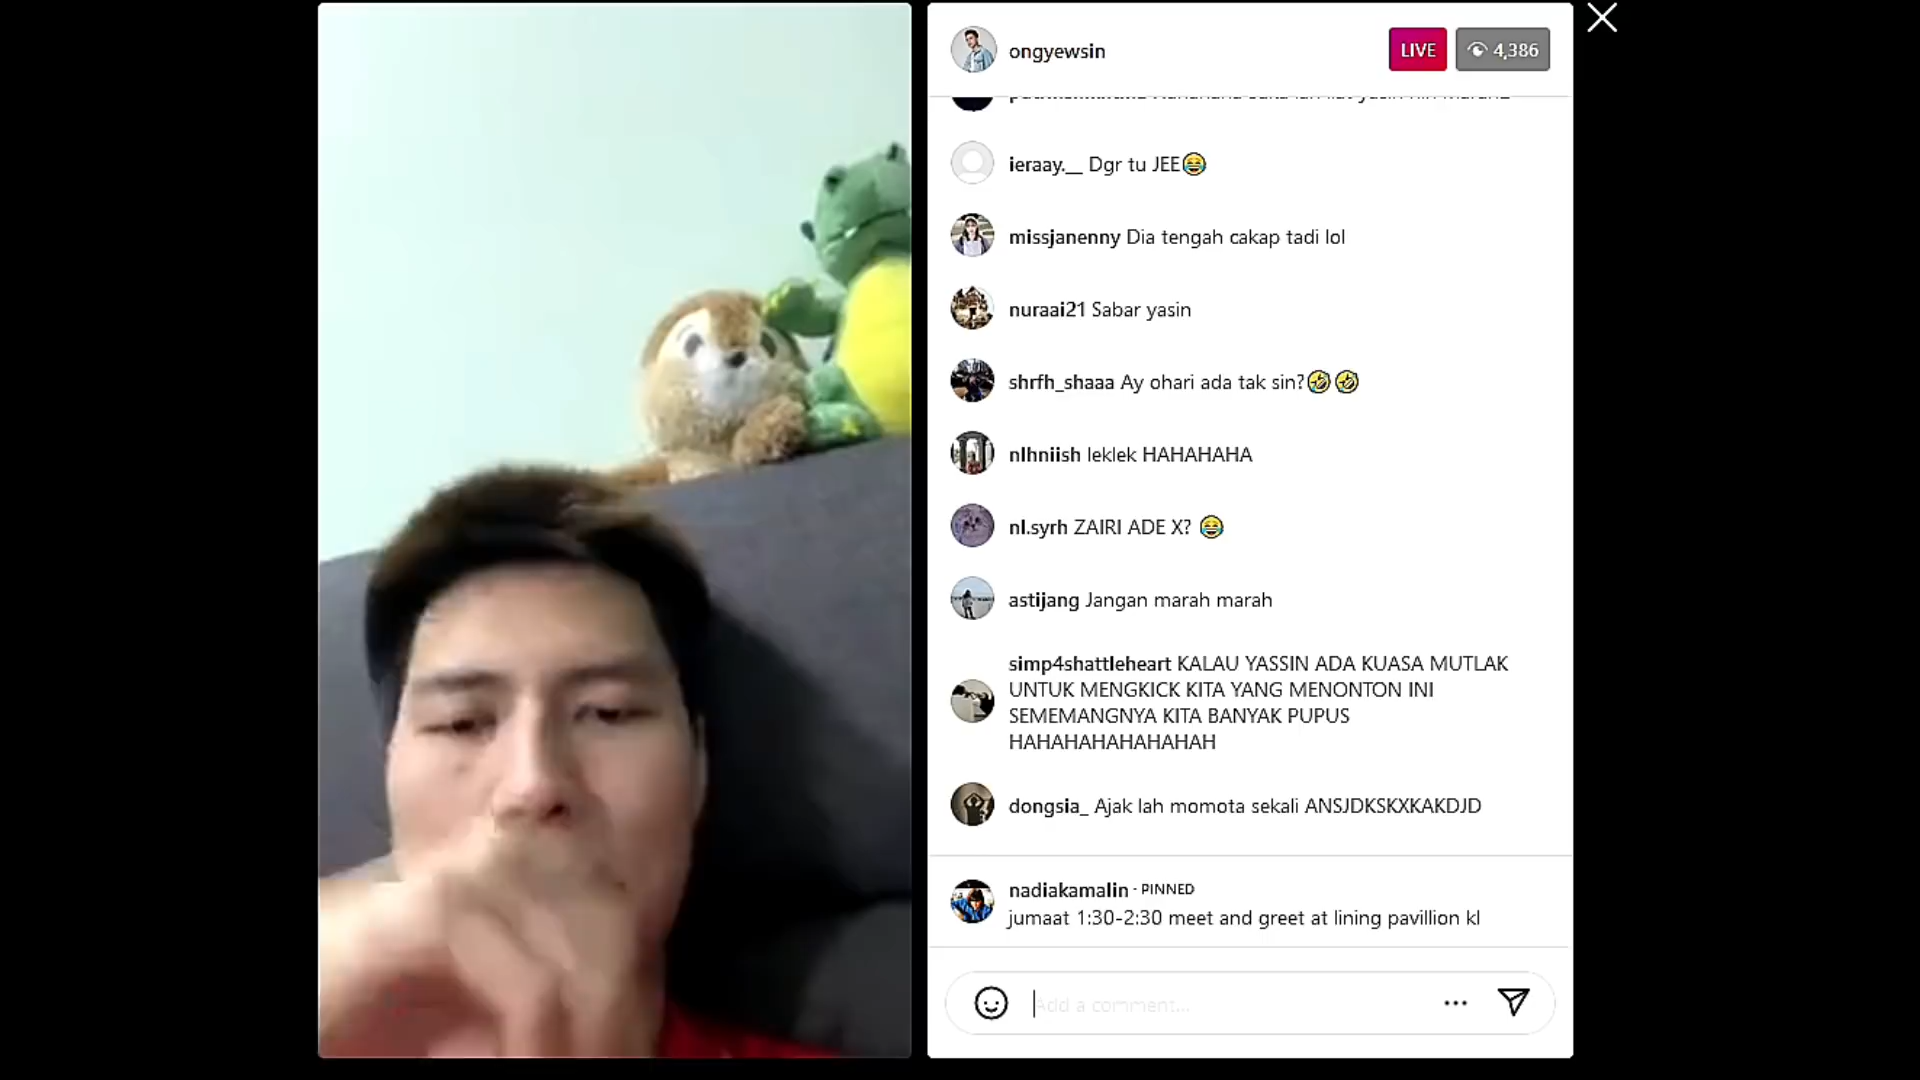 ongyewsin
LIVE 4,386
ieraay.__ Dgr tu JEE😂
missjanenny Dia tengah cakap tadi lol
nuraai21 Sabar yasin
shrfh_shaaa Ay ohari ada tak sin?🤣🤣
nlhniish leklek HAHAHAHA
nl.syrh ZAIRI ADE X? 😂
astijang Jangan marah marah
simp4shattleheart KALAU YASSIN ADA KUASA MUTLAK
UNTUK MENGKICK KITA YANG MENONTON INI
SEMEMANGNYA KITA BANYAK PUPUS
HAHAHAHAHAHAHAH
dongsia_ Ajak lah momota sekali ANSJDKSKXKAKDJD
nadiakamalin · PINNED
jumaat 1:30-2:30 meet and greet at lining pavillion kl
Add a comment...